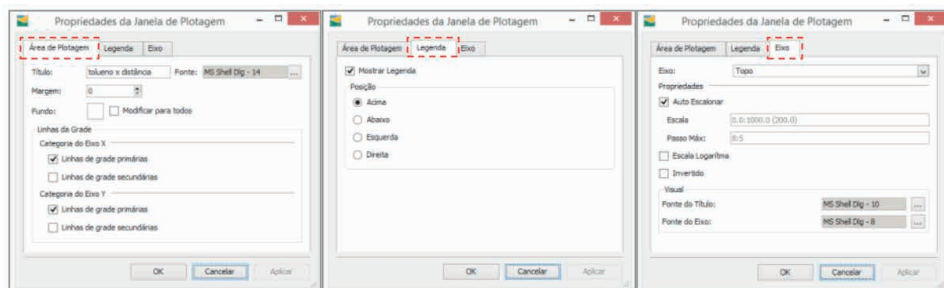 Propriedades da Janela de Plotagem
Área de Plotagem Legenda Eixo
Título: tolueno x distância Fonte: MS Shell Dlg - 14 ...
Margem: 0
Fundo: Modificar para todos
Linhas da Grade
Categoria do Eixo X
Linhas de grade primárias
Linhas de grade secundárias
Categoria do Eixo Y
Linhas de grade primárias
Linhas de grade secundárias
OK Cancelar Aplicar
Propriedades da Janela de Plotagem
Área de Plotagem Legenda Eixo
Mostrar Legenda
Posição
Acima
Abaixo
Esquerda
Direita
OK Cancelar Aplicar
Propriedades da Janela de Plotagem
Área de Plotagem Legenda Eixo
Eixo: Topo
Propriedades
Auto Escalonar
Escala 0.0:1000.0 (200.0)
Passo Máx: 8:5
Escala Logarítma
Invertido
Visual
Fonte do Título: MS Shell Dlg - 10 ...
Fonte do Eixo: MS Shell Dlg - 8 ...
OK Cancelar Aplicar